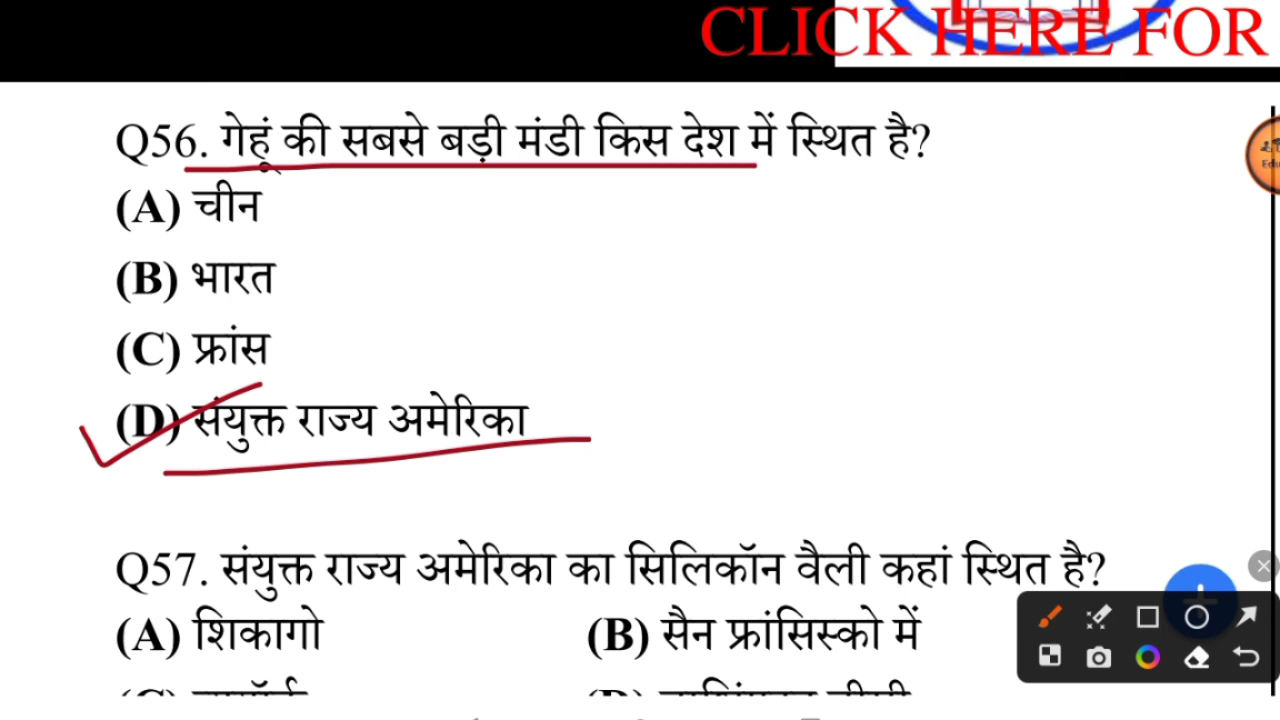 CLICK HERE FOR
Q56. गेहूं की सबसे बड़ी मंडी किस देश में स्थित है?
(A) चीन
(B) भारत
(C) फ्रांस
(D) संयुक्त राज्य अमेरिका
Q57. संयुक्त राज्य अमेरिका का सिलिकॉन वैली कहां स्थित है?
(A) शिकागो (B) सैन फ्रांसिस्को में